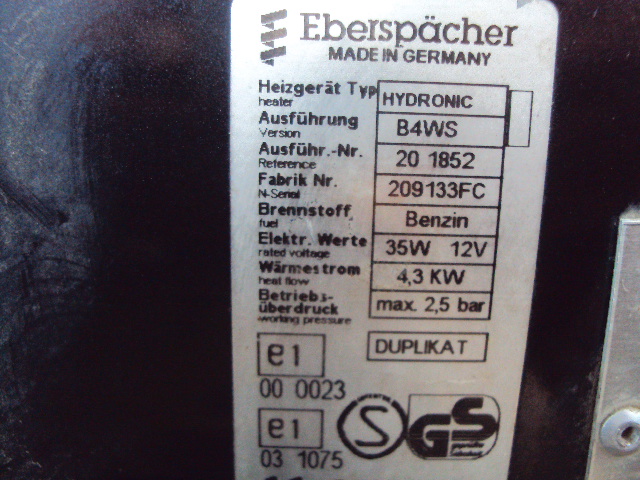 Eberspächer
MADE IN GERMANY
Heizgerät Typ HYDRONIC
heater
Ausführung B4WS
Version
Ausführ.-Nr. 20 1852
Reference
Fabrik Nr. 209133FC
N-Serial
Brennstoff Benzin
fuel
Elektr. Werte 35W 12V
rated voltage
Wärmestrom 4,3 KW
heat flow
Betriebs-
überdruck max. 2,5 bar
working pressure
e1 DUPLIKAT
00 0023
e1 S GS
03 1075